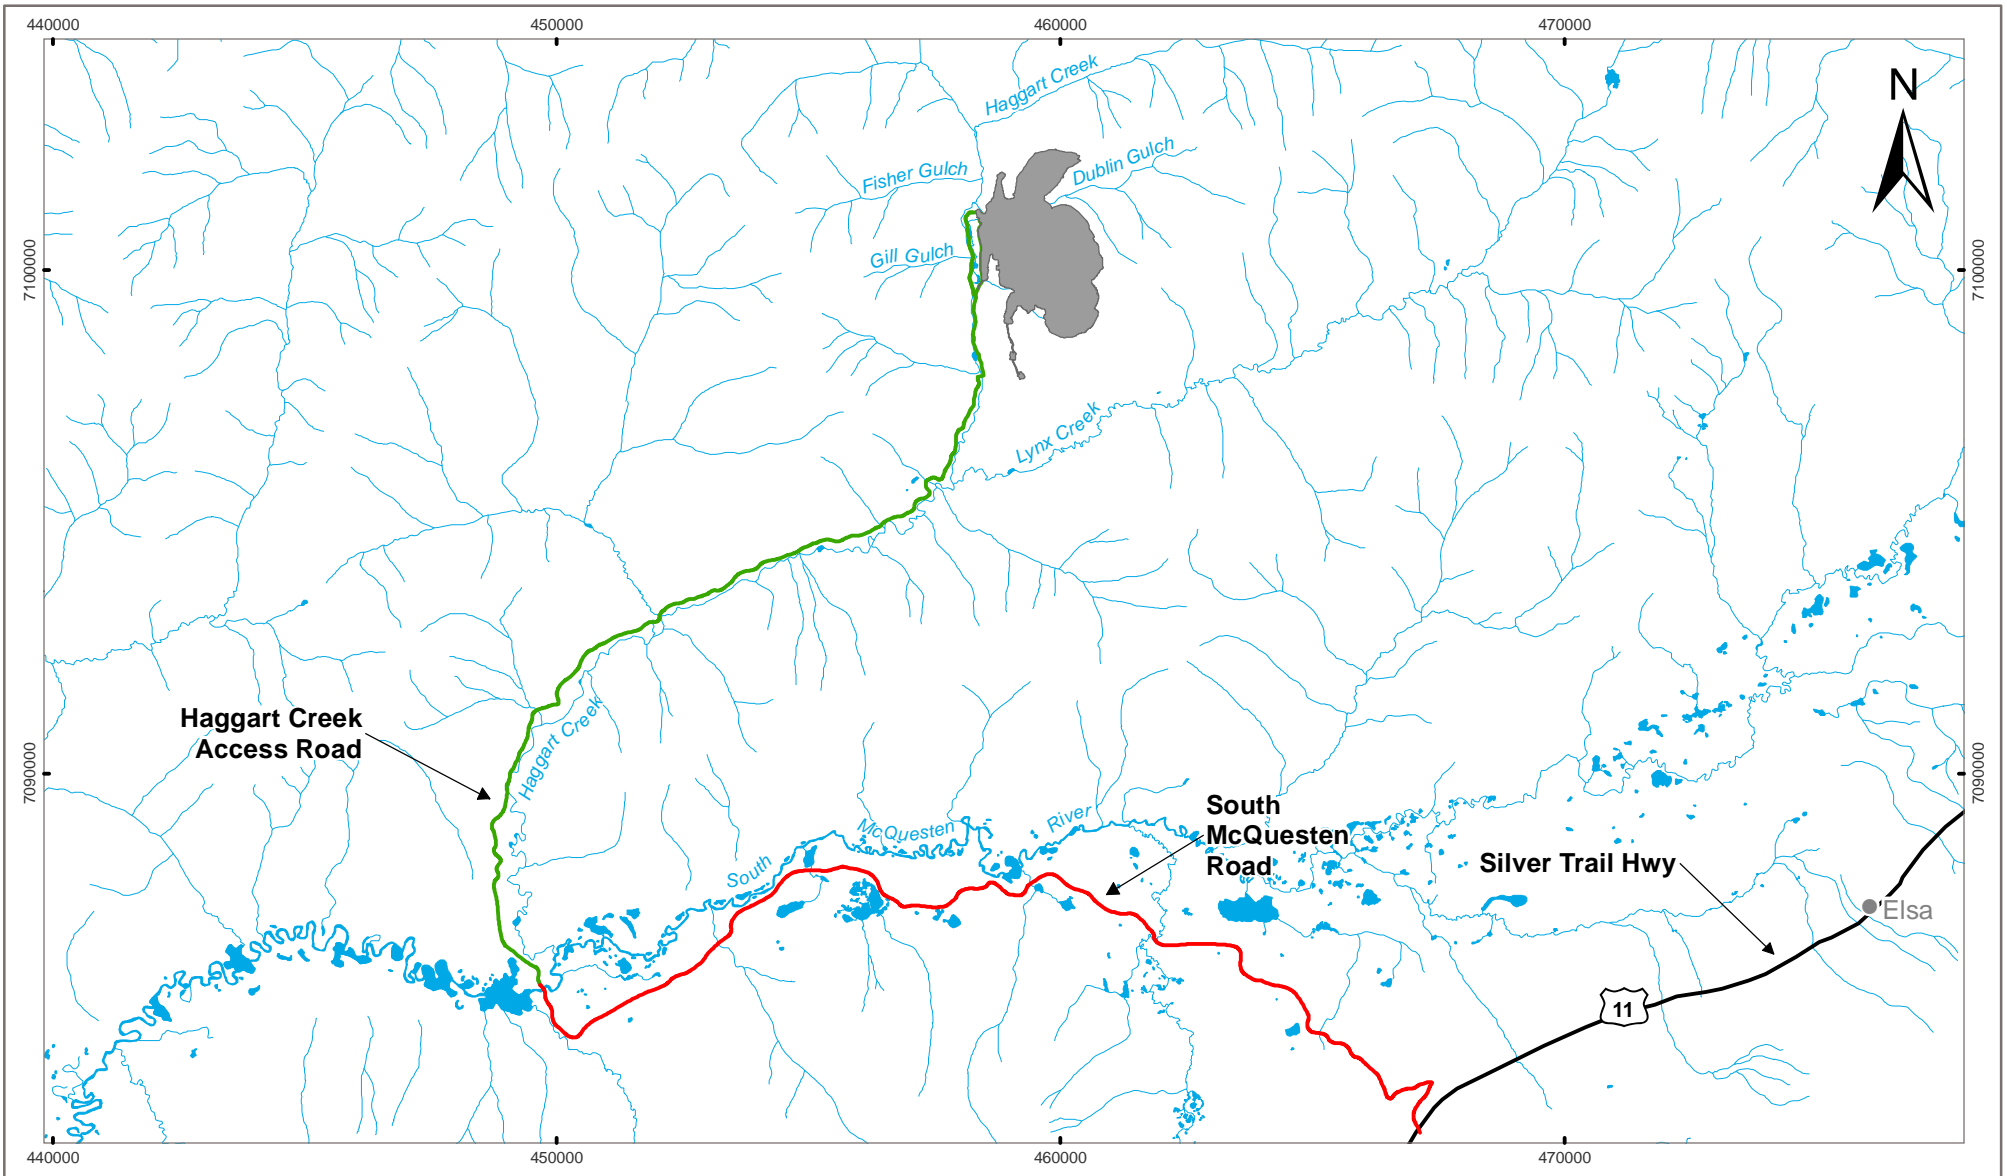 440000
450000
460000
470000
N
Haggart Creek
Dublin Gulch
Fisher Gulch
Gill Gulch
7100000
7100000
Lynx Creek
Haggart Creek
Access Road
Haggart Creek
7090000
7090000
South
McQuesten
Road
South
McQuesten
River
Silver Trail Hwy
Elsa
11
440000
450000
460000
470000